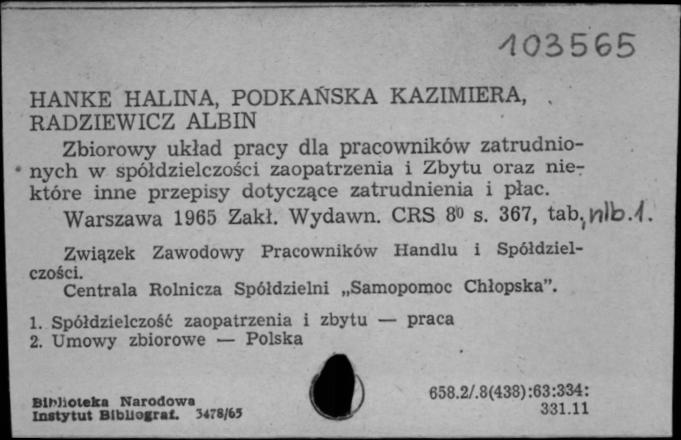 103565
HANKE HALINA, PODKAŃSKA KAZIMIERA,
RADZIEWICZ ALBIN
Zbiorowy układ pracy dla pracowników zatrudnio-
nych w spółdzielczości zaopatrzenia i Zbytu oraz nie-
które inne przepisy dotyczące zatrudnienia i płac.
Warszawa 1965 Zakł. Wydawn. CRS 8⁰ s. 367, tab, nlb.1.
Związek Zawodowy Pracowników Handlu i Spółdziel-
czości.
Centrala Rolnicza Spółdzielni „Samopomoc Chłopska”.
1. Spółdzielczość zaopatrzenia i zbytu — praca
2. Umowy zbiorowe — Polska
658.2/.8(438):63:334:
331.11
Biblioteka Narodowa
Instytut Bibliograf. 3478/65